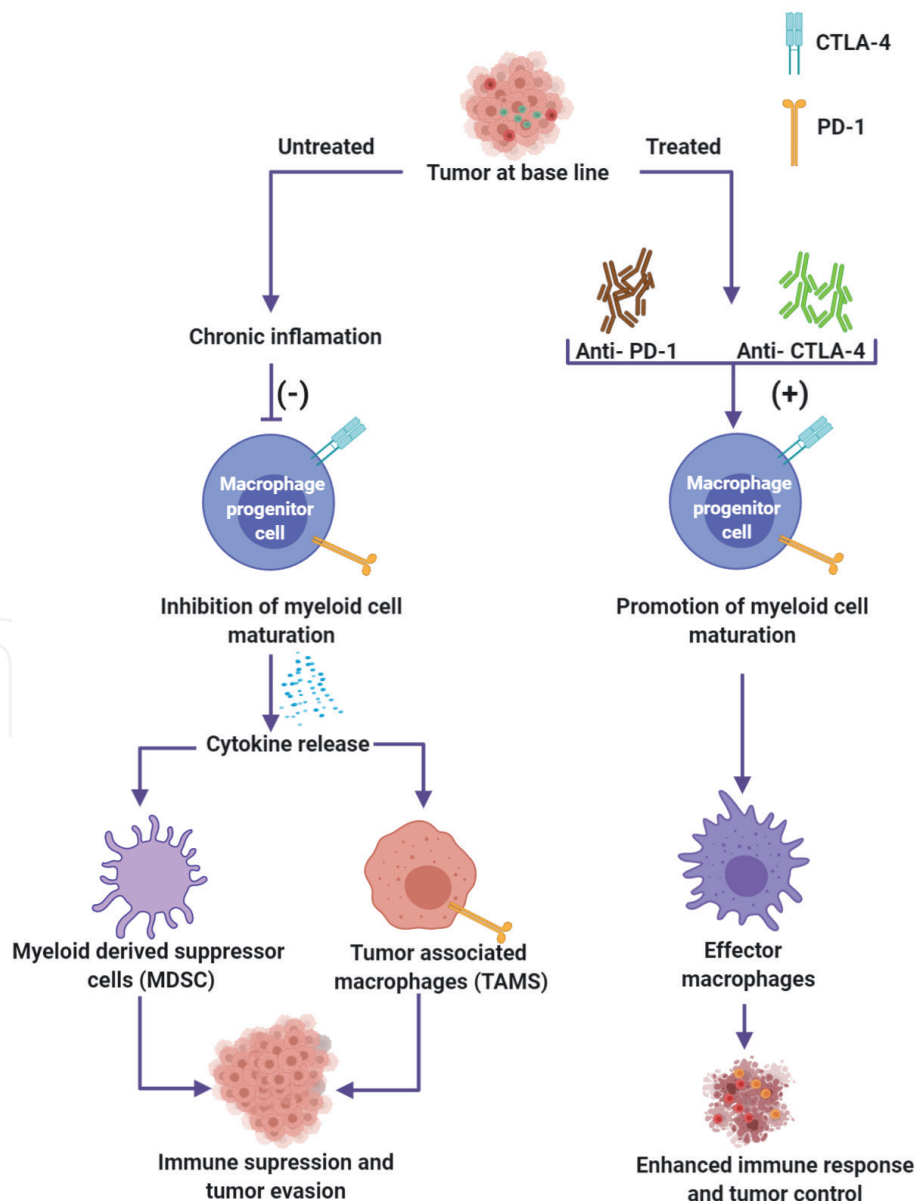 CTLA-4
PD-1
Untreated
Treated
Tumor at base line
Chronic inflamation
Anti- PD-1
Anti- CTLA-4
(-)
(+)
Macrophage
progenitor
cell
Macrophage
progenitor
cell
Inhibition of myeloid cell
maturation
Promotion of myeloid cell
maturation
Cytokine release
Myeloid derived suppressor
cells (MDSC)
Tumor associated
macrophages (TAMS)
Effector
macrophages
Immune supression and
tumor evasion
Enhanced immune response
and tumor control